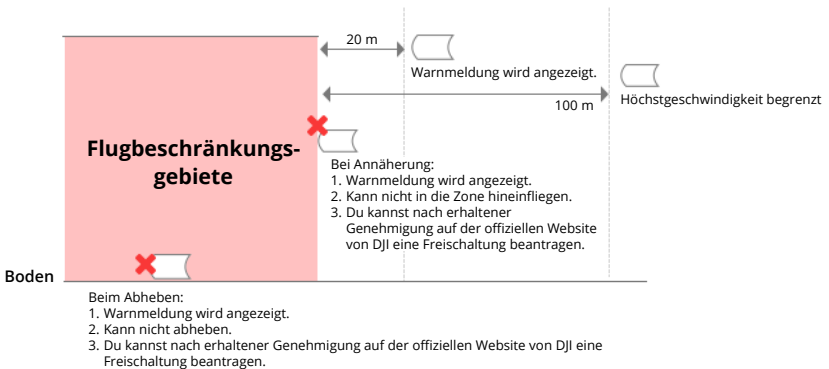 20 m
Warnmeldung wird angezeigt.
100 m
Höchstgeschwindigkeit begrenzt
Flugbeschränkungs-
gebiete
Bei Annäherung:
1. Warnmeldung wird angezeigt.
2. Kann nicht in die Zone hineinfliegen.
3. Du kannst nach erhaltener
Genehmigung auf der offiziellen Website
von DJI eine Freischaltung beantragen.
Boden
Beim Abheben:
1. Warnmeldung wird angezeigt.
2. Kann nicht abheben.
3. Du kannst nach erhaltener Genehmigung auf der offiziellen Website von DJI eine
Freischaltung beantragen.